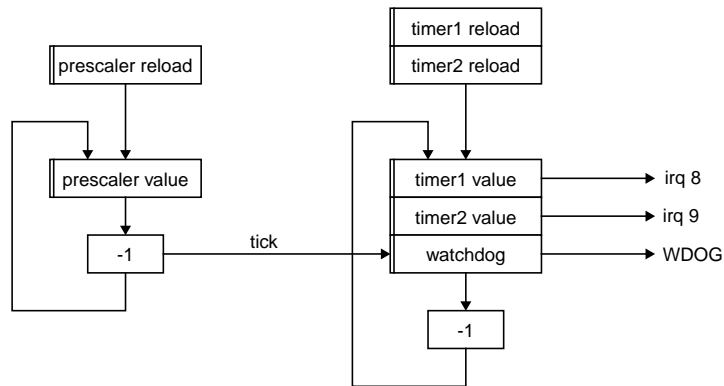 timer1 reload
prescaler reload
timer2 reload
prescaler value
timer1 value
irq 8
timer2 value
irq 9
-1
tick
watchdog
WDOG
-1